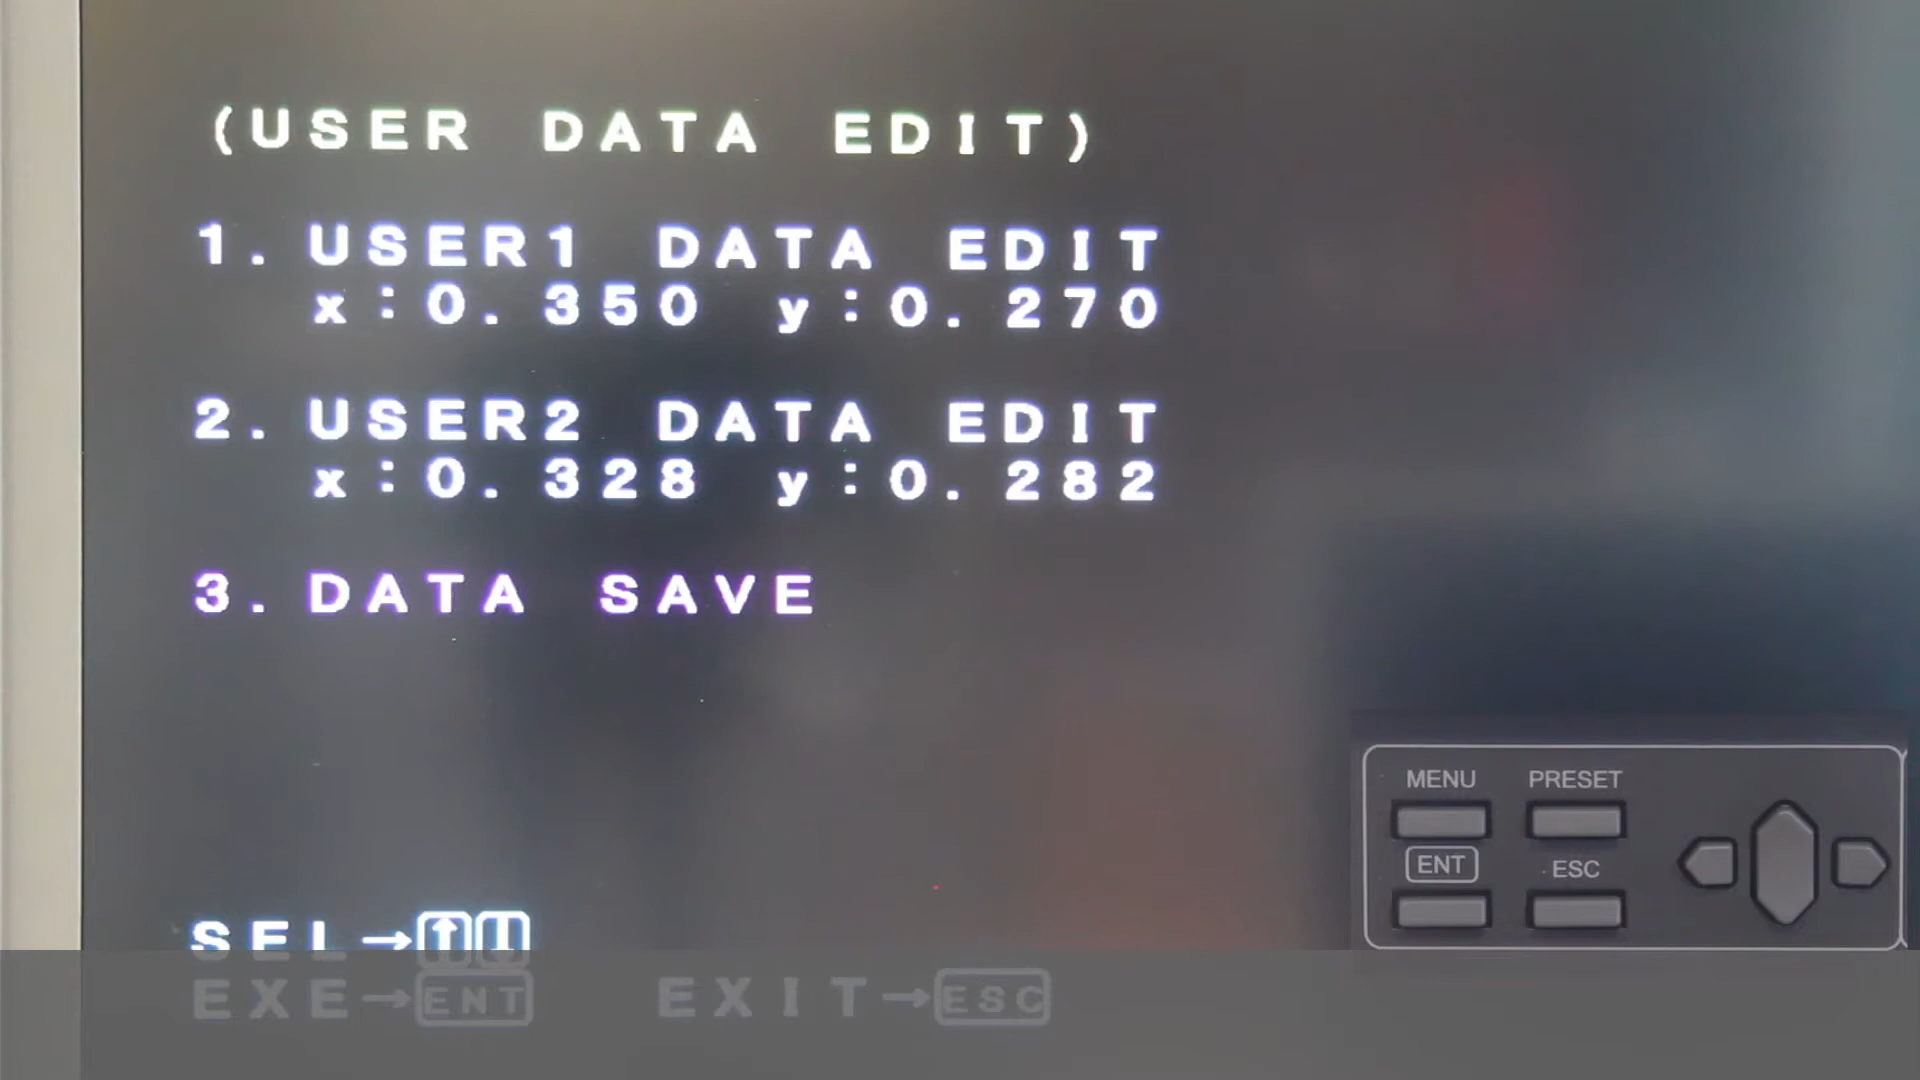 (USER DATA EDIT)
1. USER1 DATA EDIT
x:0.350 y:0.270
2. USER2 DATA EDIT
x:0.328 y:0.282
3. DATA SAVE
SEL→↑↓
EXE→ENT EXIT→ESC
MENU PRESET
ENT ESC